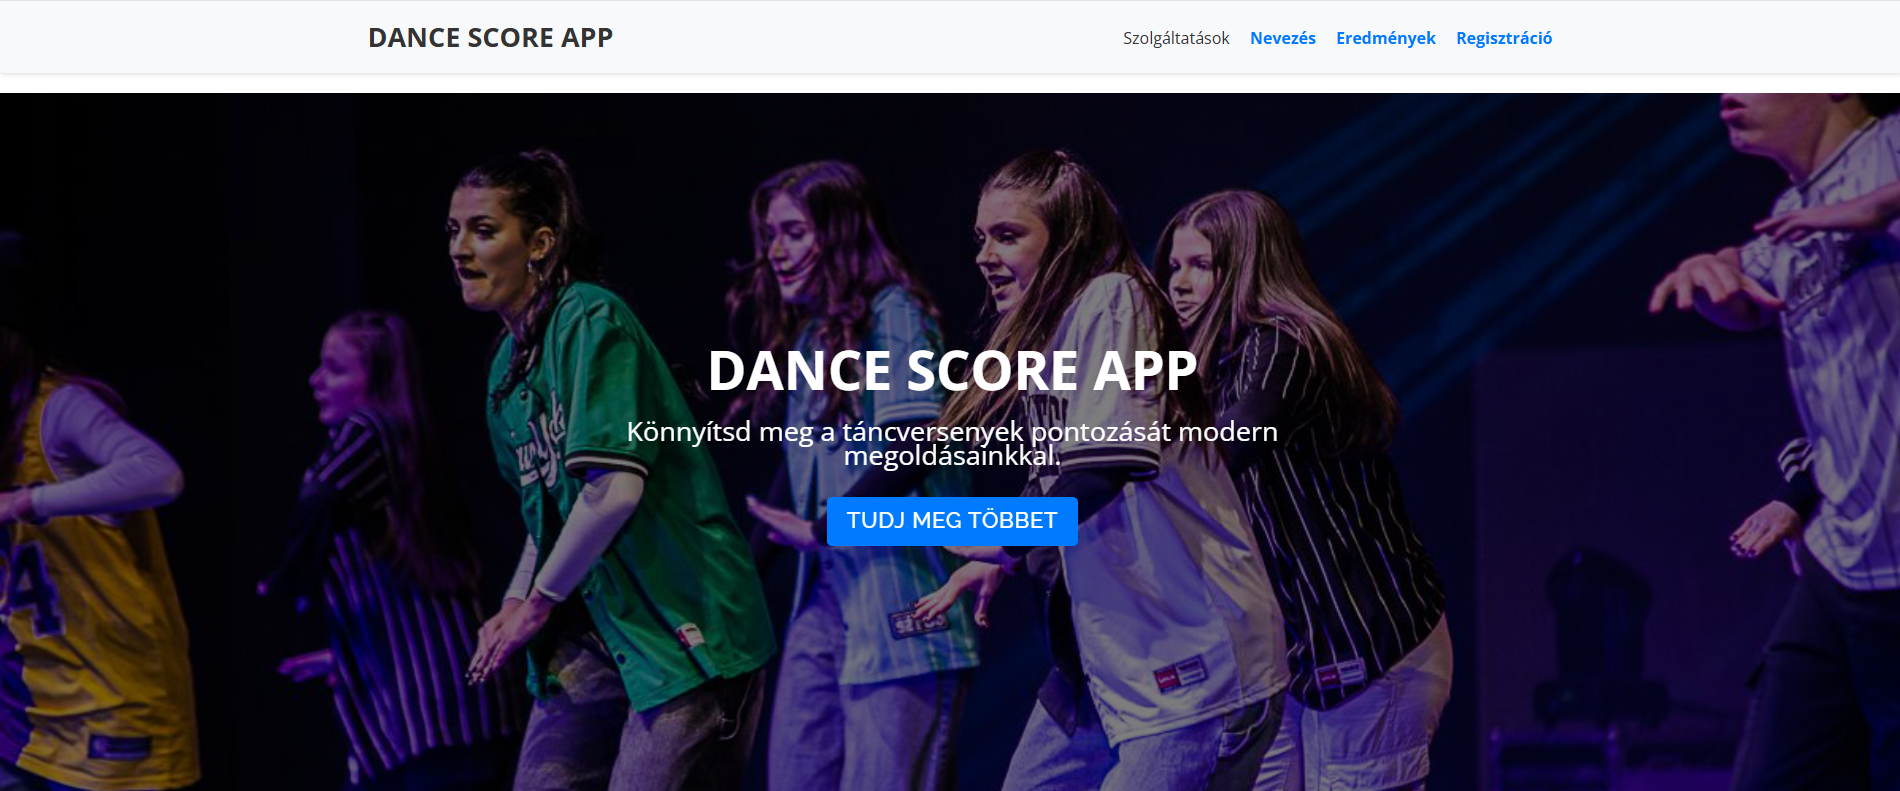 DANCE SCORE APP
Szolgáltatások Nevezés Eredmények Regisztráció
DANCE SCORE APP
Könnyítsd meg a táncversenyek pontozását modern
megoldásainkkal.
TUDJ MEG TÖBBET